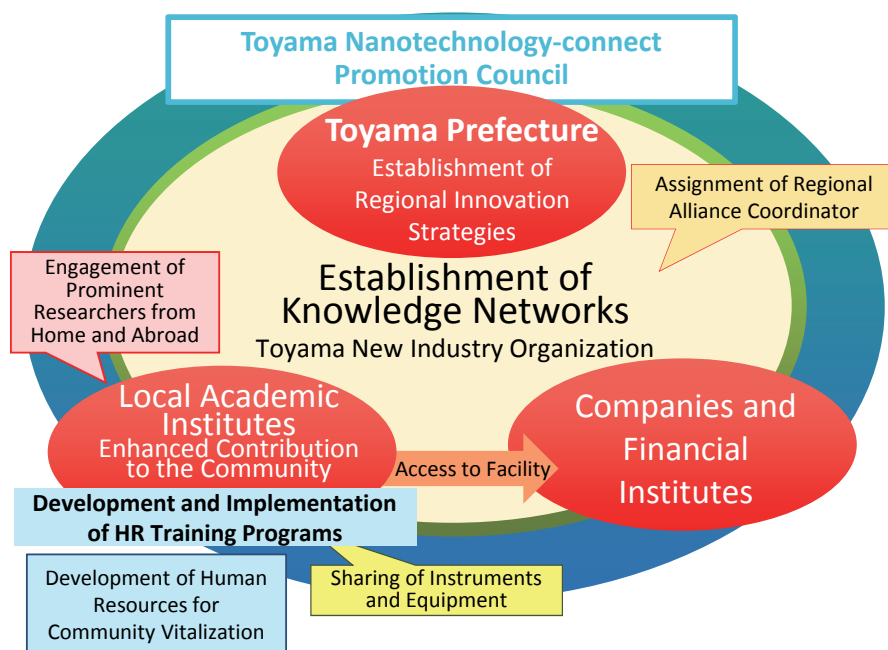 Toyama Nanotechnology-connect
Promotion Council
Toyama Prefecture
Establishment of
Regional Innovation
Strategies
Assignment of Regional
Alliance Coordinator
Engagement of
Prominent
Researchers from
Home and Abroad
Establishment of
Knowledge Networks
Toyama New Industry Organization
Local Academic
Institutes
Enhanced Contribution
to the Community
Access to Facility
Companies and
Financial
Institutes
Development and Implementation
of HR Training Programs
Development of Human
Resources for
Community Vitalization
Sharing of Instruments
and Equipment